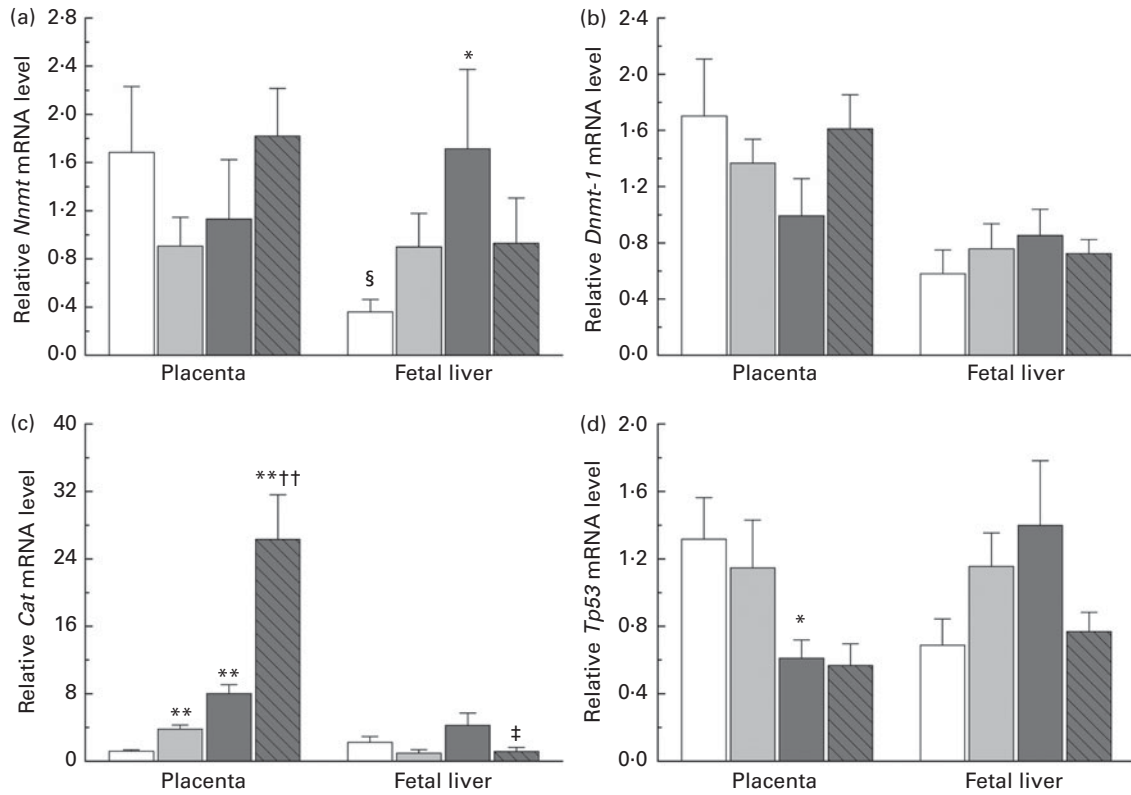 (a)
2·8
2·4
2·0
1·6
1·2
0·8
0·4
0·0
Relative Nnmt mRNA level
§
*
Placenta
Fetal liver
(b)
2·4
2·0
1·6
1·2
0·8
0·4
0·0
Relative Dnmt-1 mRNA level
Placenta
Fetal liver
(c)
40
32
24
16
8
0
Relative Cat mRNA level
**
**
**††
‡
Placenta
Fetal liver
(d)
2·0
1·6
1·2
0·8
0·4
0·0
Relative Tp53 mRNA level
*
Placenta
Fetal liver